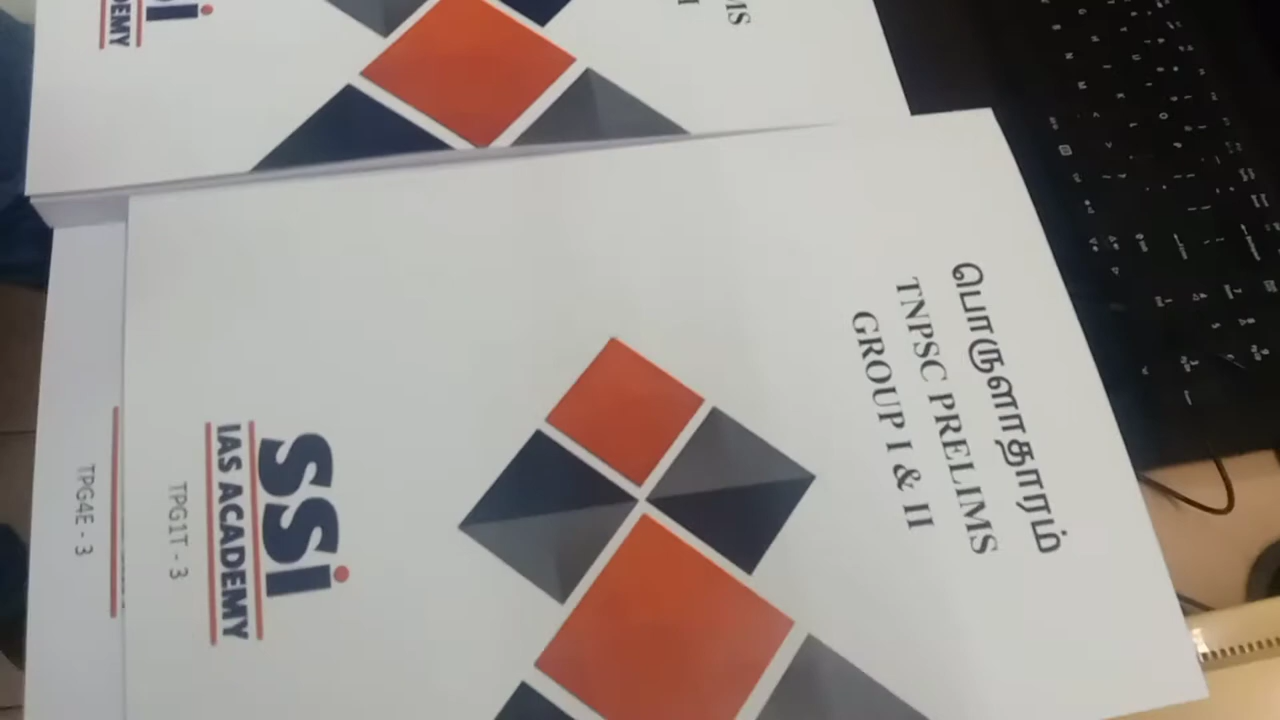 பொருளாதாரம்
TNPSC PRELIMS
GROUP I & II
SSi
IAS ACADEMY
TPG1T - 3
TPG4E - 3